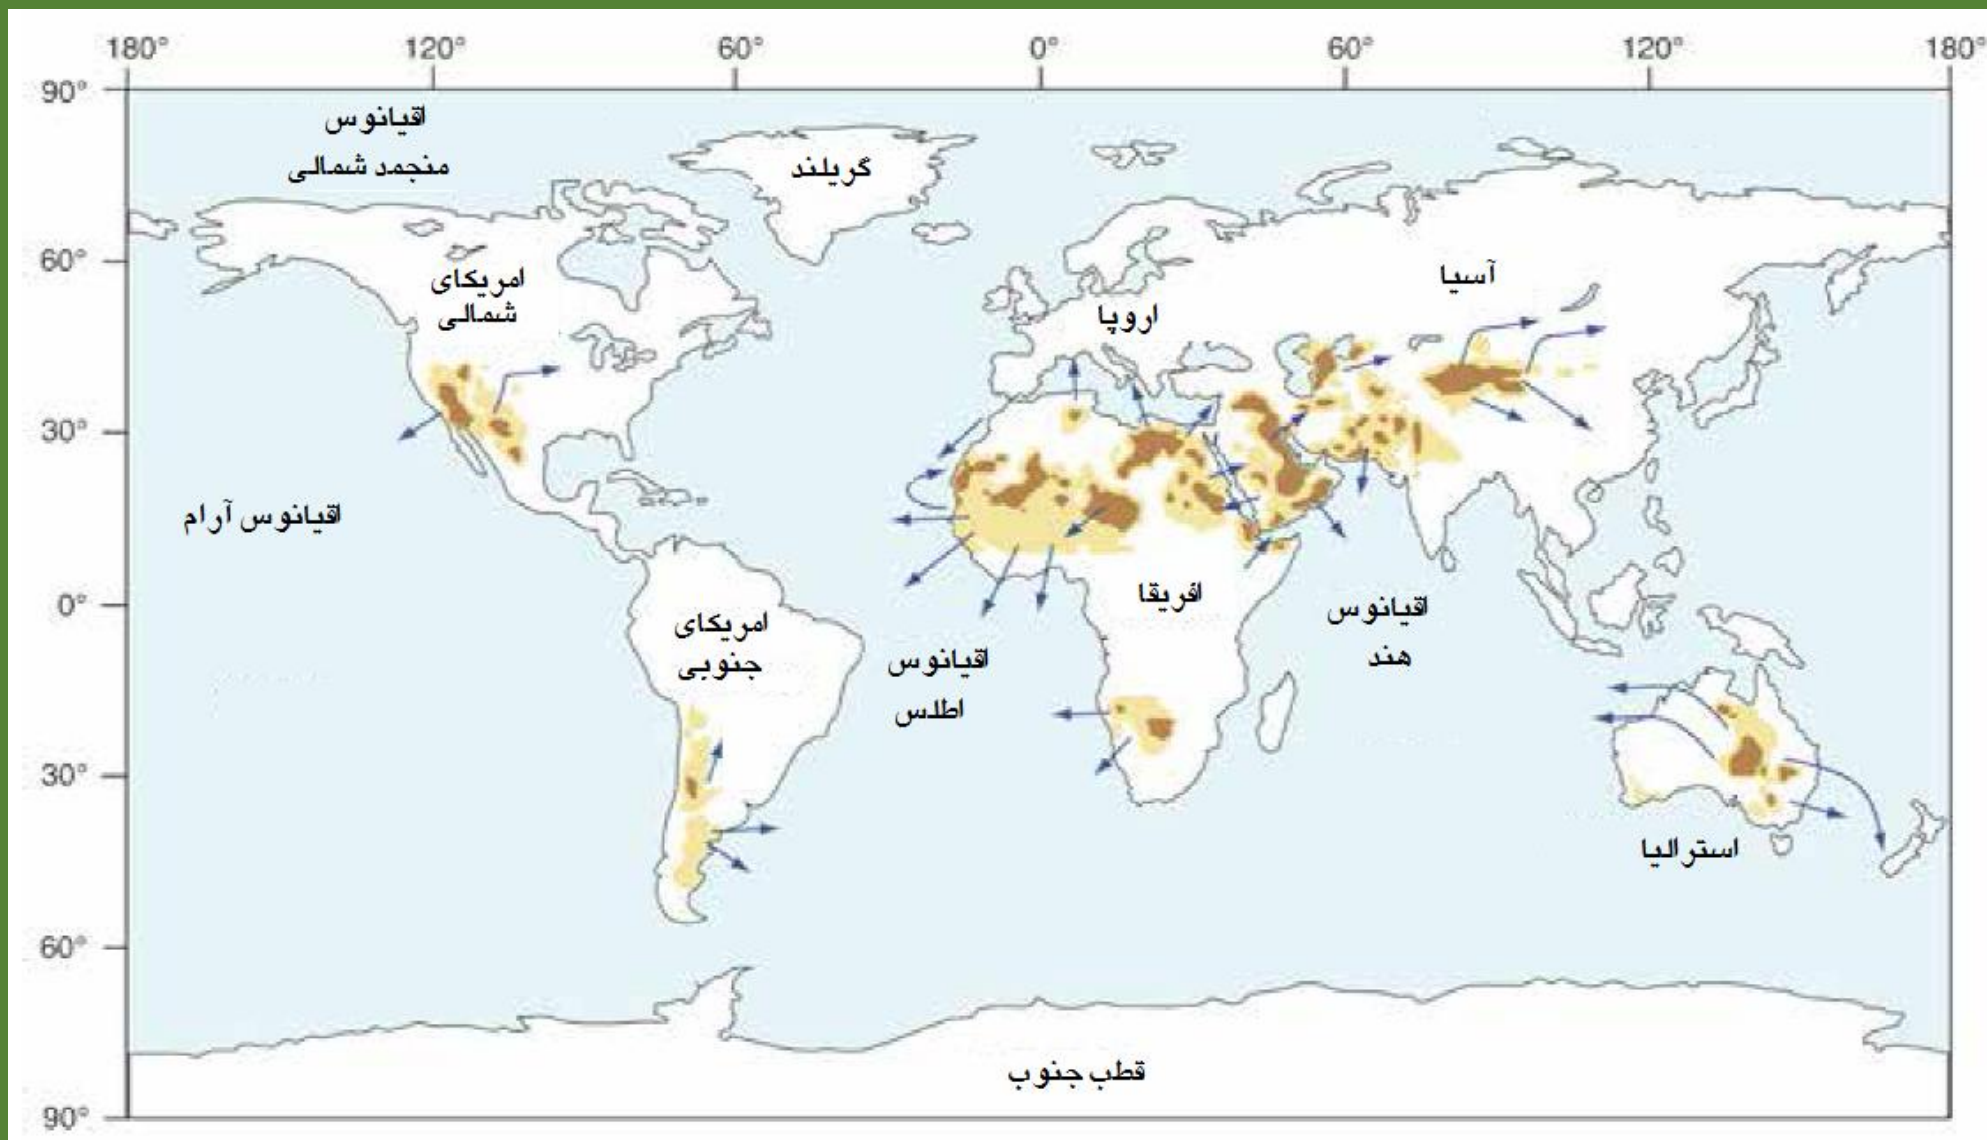 180° 120° 60° 0° 60° 120° 180°
90°
60°
30°
0°
30°
60°
90°
اقیانوس
منجمد شمالی
گریلند
امریکای
شمالی
اروپا
آسیا
اقیانوس آرام
امریکای
جنوبی
اقیانوس
اطلس
افریقا
اقیانوس
هند
استرالیا
قطب جنوب